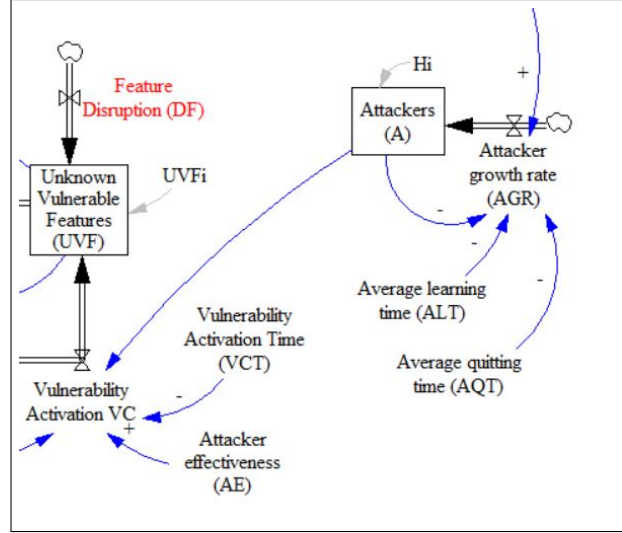 Feature
Disruption (DF)
Hi
+
Attackers
(A)
Attacker
growth rate
(AGR)
Unknown
Vulnerable
Features
(UVF)
UVFi
-
-
-
Average learning
time (ALT)
Average quitting
time (AQT)
Vulnerability
Activation Time
(VCT)
-
Vulnerability
Activation VC
+
Attacker
effectiveness
(AE)